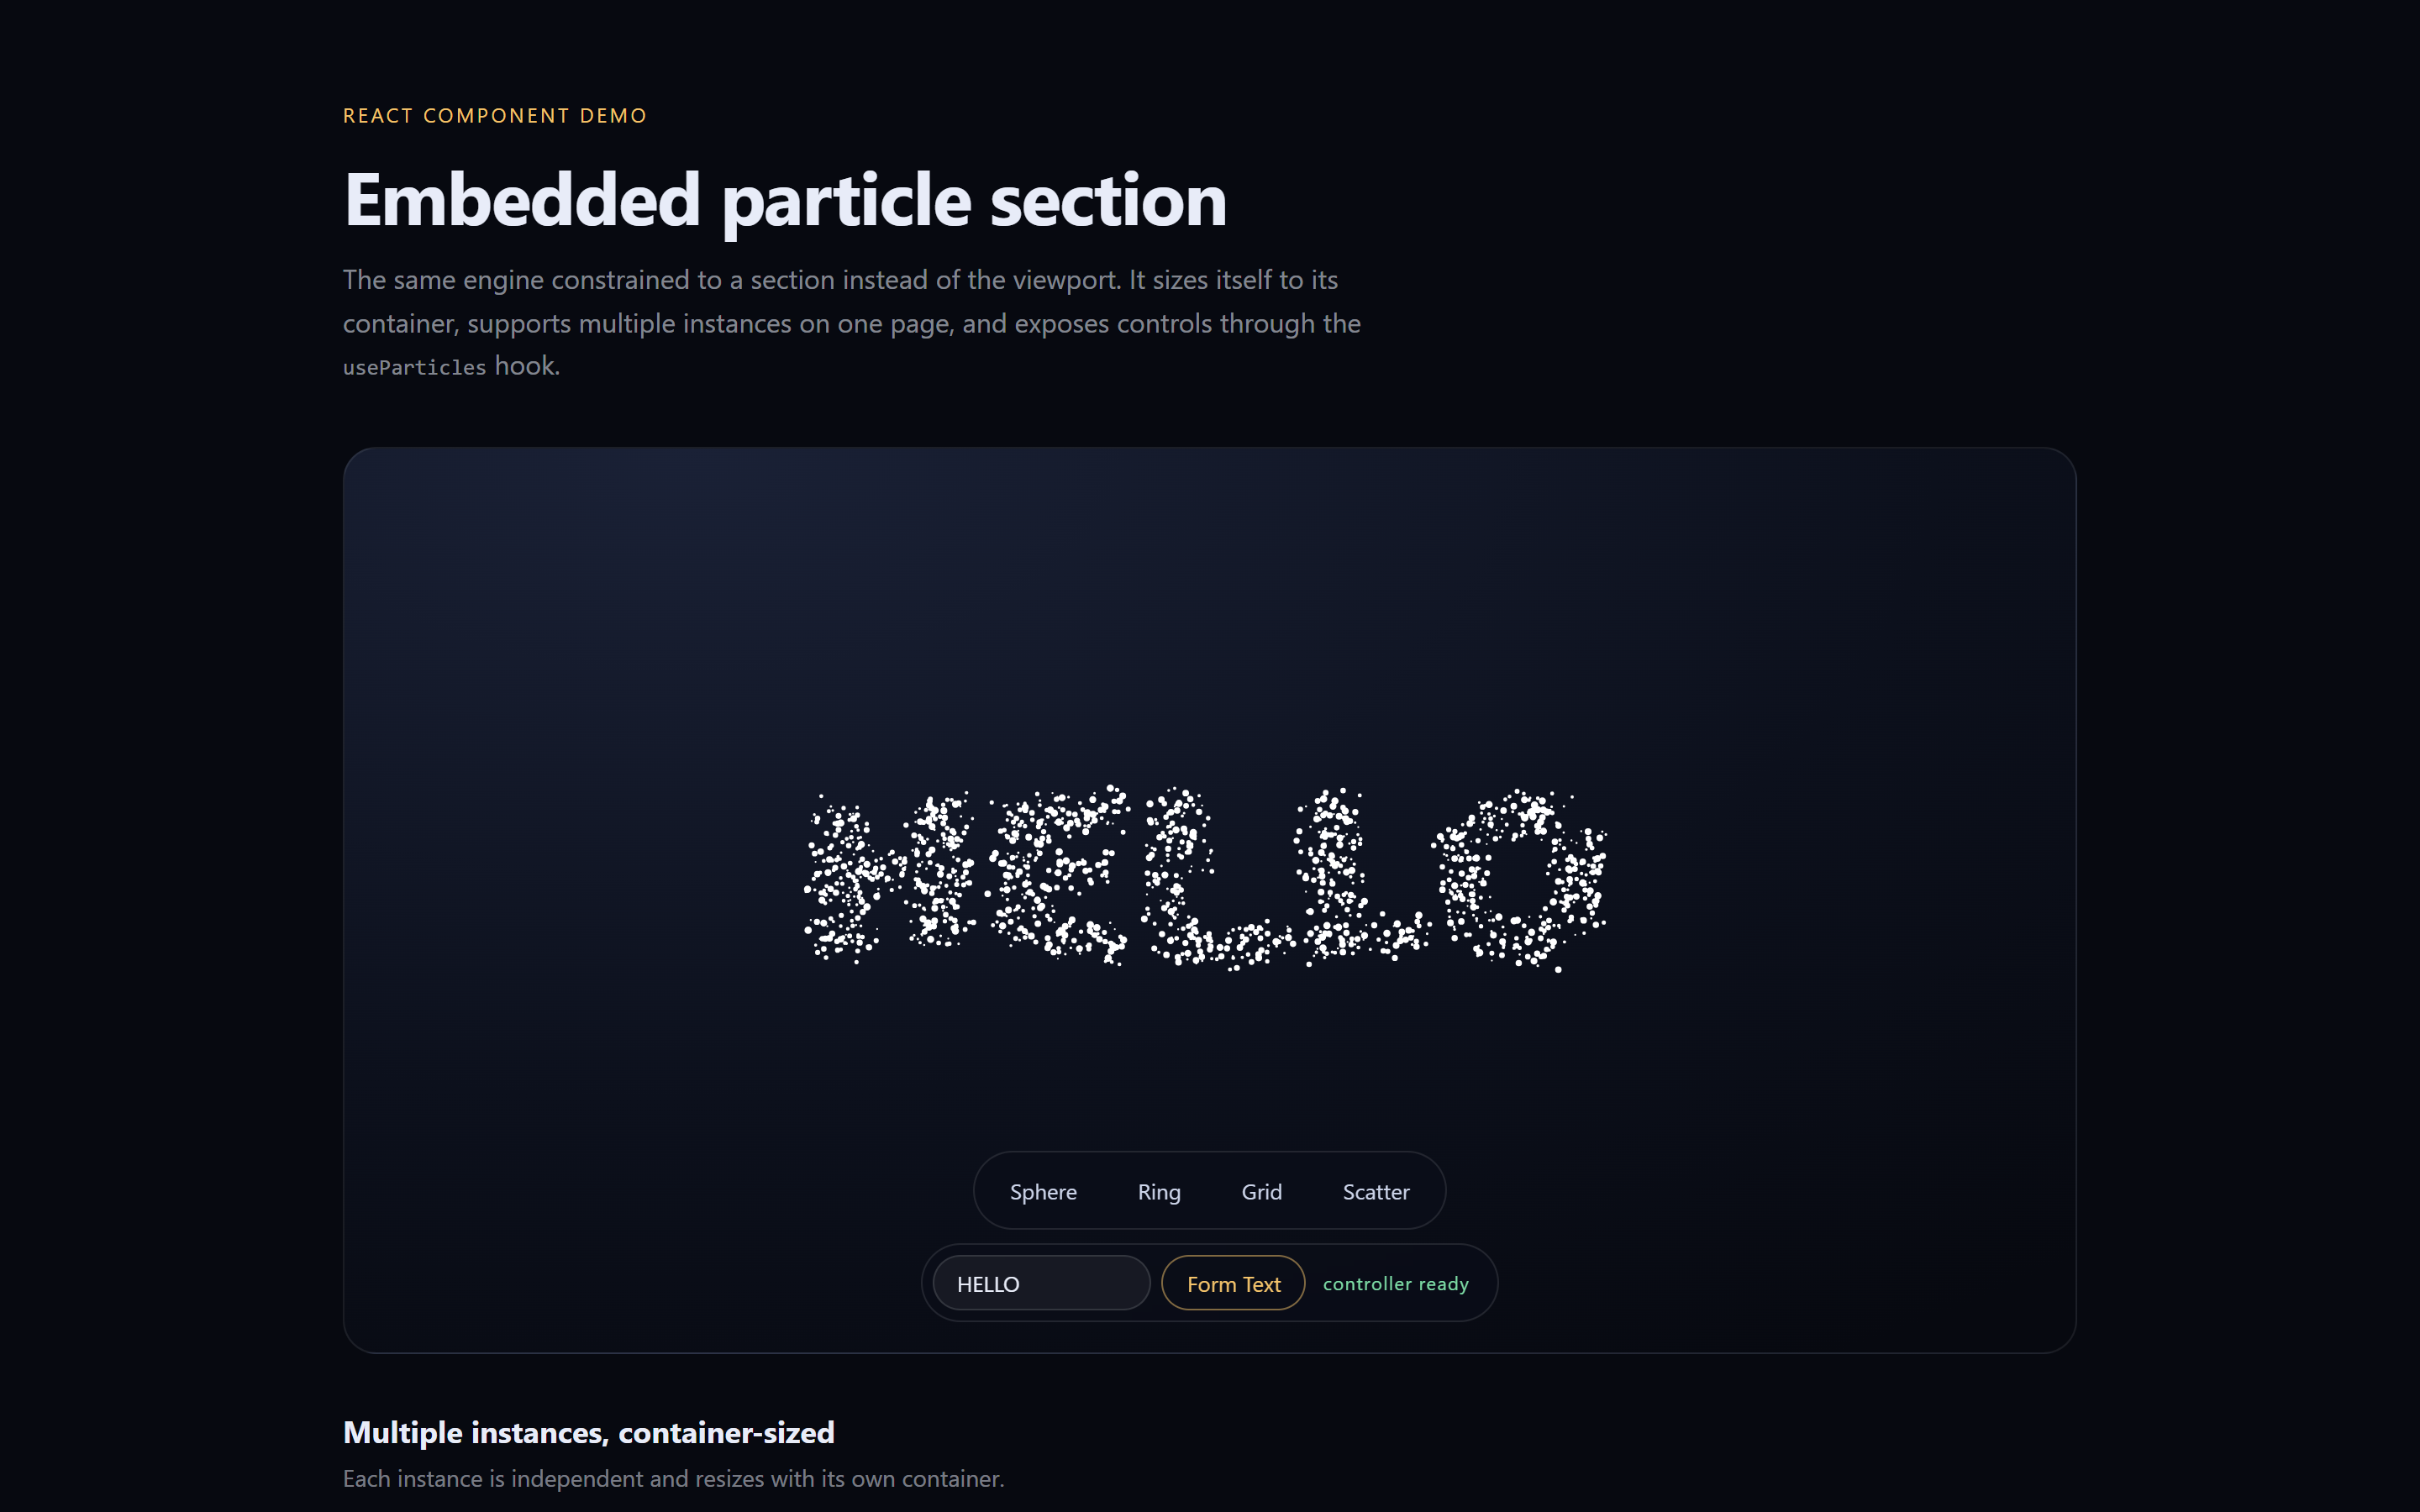 REACT COMPONENT DEMO
Embedded particle section
The same engine constrained to a section instead of the viewport. It sizes itself to its
container, supports multiple instances on one page, and exposes controls through the
useParticles hook.
HELLO
Sphere Ring Grid Scatter
HELLO Form Text controller ready
Multiple instances, container-sized
Each instance is independent and resizes with its own container.